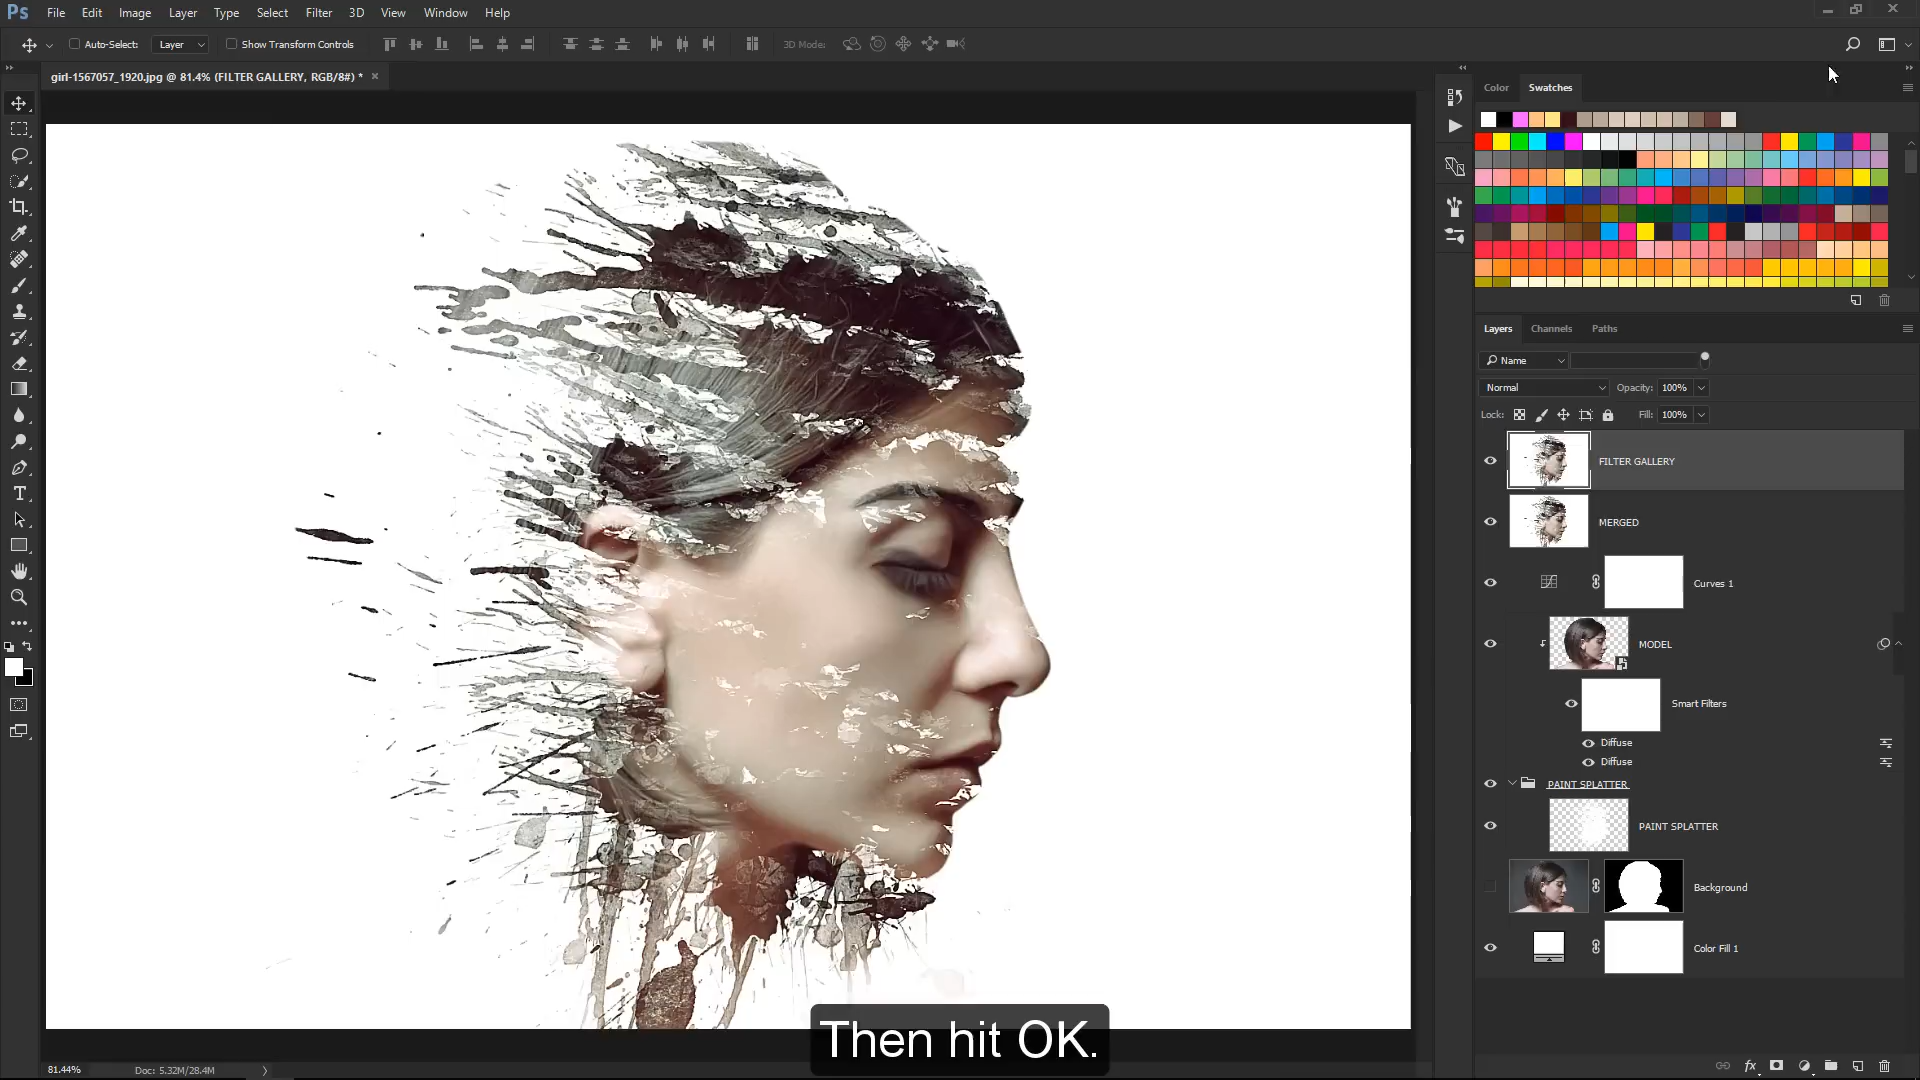 Ps File Edit Image Layer Type Select Filter 3D View Window Help
Auto-Select: Layer Show Transform Controls 3D Mode:
girl-1567057_1920.jpg @ 81.4% (FILTER GALLERY, RGB/8#) *
Color Swatches
Layers Channels Paths
Name
Normal Opacity: 100%
Lock: Fill: 100%
FILTER GALLERY
MERGED
Curves 1
MODEL
Smart Filters
Diffuse
Diffuse
PAINT SPLATTER
PAINT SPLATTER
Background
Color Fill 1
Then hit OK.
81.44% Doc: 5.32M/28.4M
fx